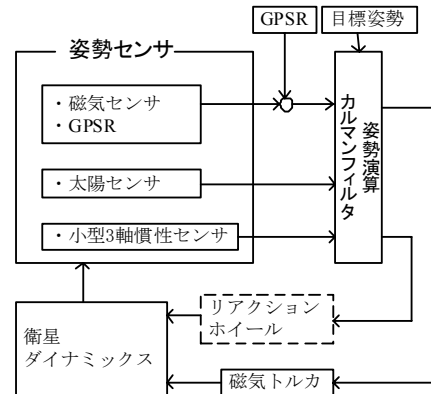 GPSR
目標姿勢
姿勢センサ
・磁気センサ
・GPSR
・太陽センサ
・小型3軸慣性センサ
姿勢演算
カルマンフィルタ
リアクション
ホイール
衛星
ダイナミックス
磁気トルカ